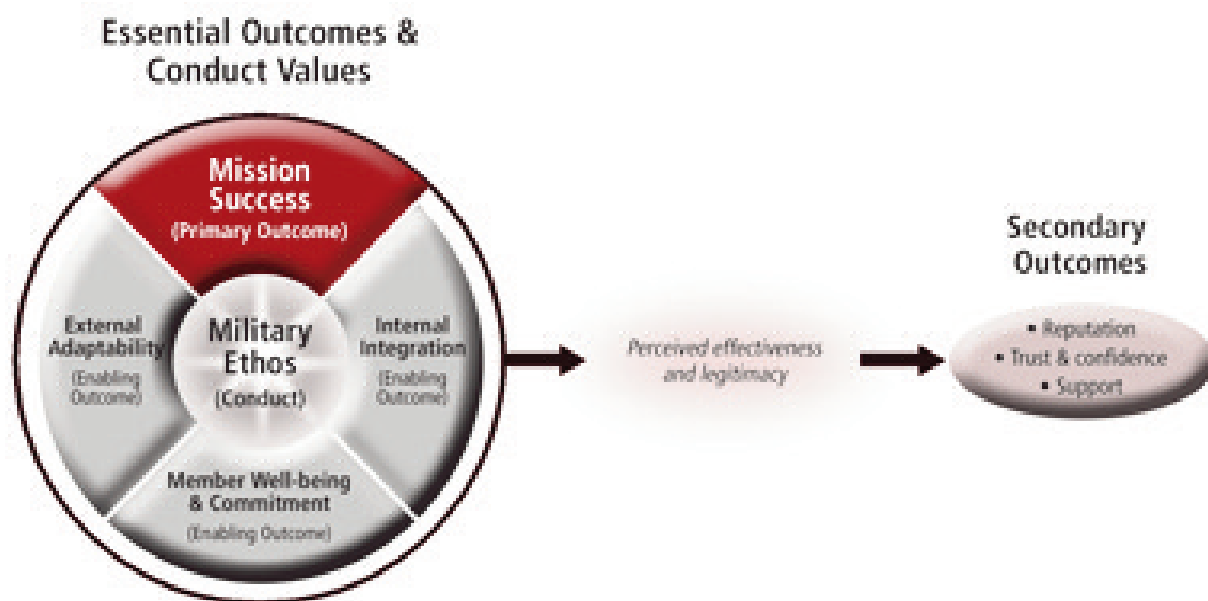 Essential Outcomes &
Conduct Values
Mission
Success
(Primary Outcome)
External
Adaptability
(Enabling
Outcome)
Military
Ethos
(Conduct)
Internal
Integration
(Enabling
Outcome)
Member Well-being
& Commitment
(Enabling Outcome)
Perceived effectiveness
and legitimacy
Secondary
Outcomes
• Reputation
• Trust & confidence
• Support